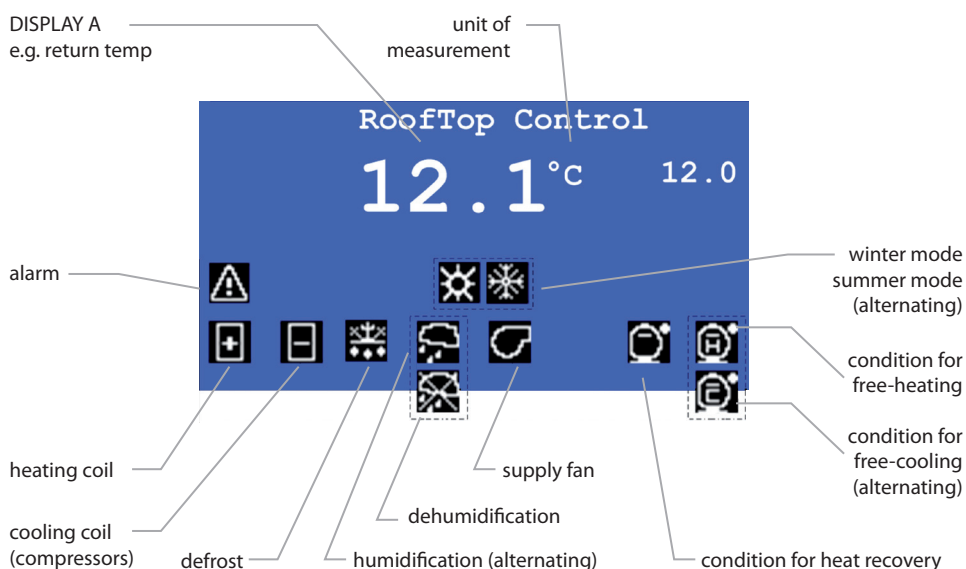 DISPLAY A
e.g. return temp
unit of
measurement
RoofTop Control
12.1°C
12.0
alarm
winter mode
summer mode
(alternating)
condition for
free-heating
condition for
free-cooling
(alternating)
heating coil
supply fan
cooling coil
(compressors)
dehumidification
defrost
humidification (alternating)
condition for heat recovery